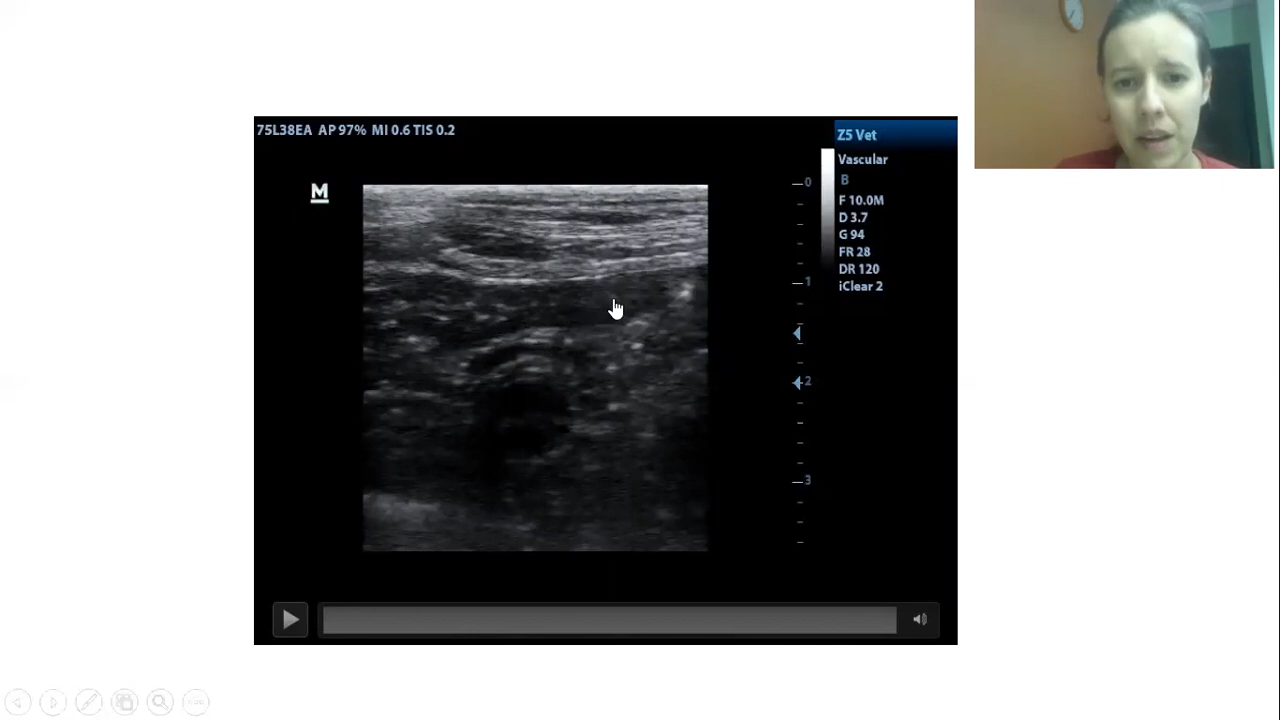 75L38EA AP 97% MI 0.6 TIS 0.2
Z5 Vet
Vascular
B
F 10.0M
D 3.7
G 94
FR 28
DR 120
iClear 2
M
0
1
2
3